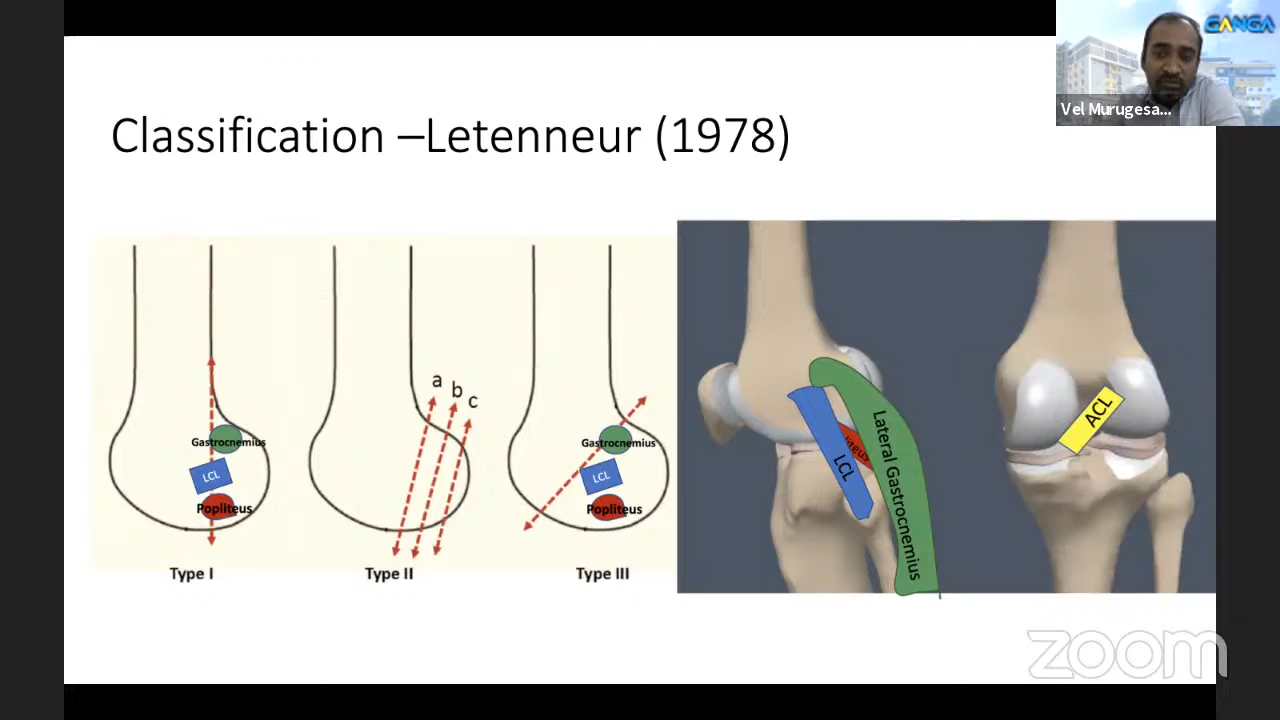 GANGA
Vel Murugesa...
Classification –Letenneur (1978)
a
b
c
Gastrocnemius
LCL
Popliteus
Type I
Type II
Gastrocnemius
LCL
Popliteus
Type III
LCL
iteus
Lateral Gastrocnemius
ACL
zoom